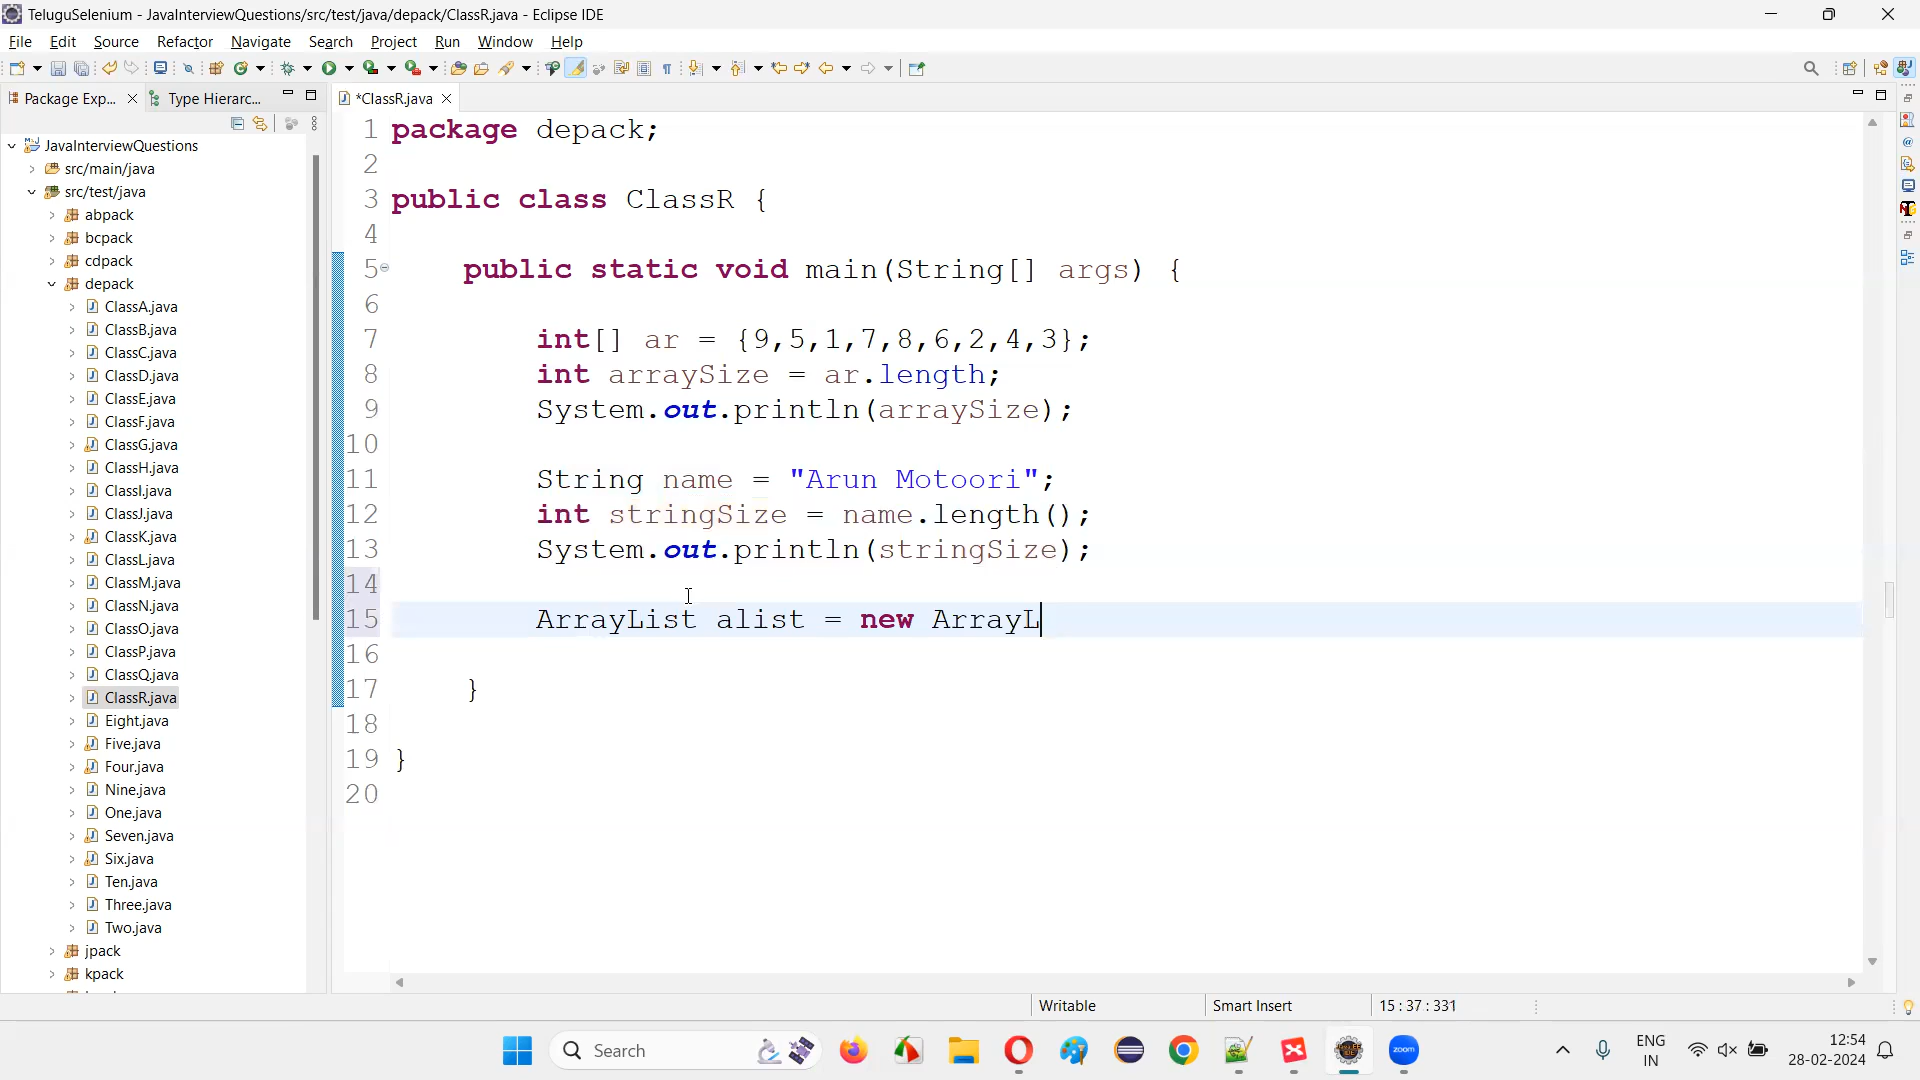 TeluguSelenium - JavaInterviewQuestions/src/test/java/depack/ClassR.java - Eclipse IDE
File Edit Source Refactor Navigate Search Project Run Window Help
Package Exp... Type Hierarc... *ClassR.java
JavaInterviewQuestions
src/main/java
src/test/java
abpack
bcpack
cdpack
depack
ClassA.java
ClassB.java
ClassC.java
ClassD.java
ClassE.java
ClassF.java
ClassG.java
ClassH.java
ClassI.java
ClassJ.java
ClassK.java
ClassL.java
ClassM.java
ClassN.java
ClassO.java
ClassP.java
ClassQ.java
ClassR.java
Eight.java
Five.java
Four.java
Nine.java
One.java
Seven.java
Six.java
Ten.java
Three.java
Two.java
jpack
kpack
1 package depack;
2
3 public class ClassR {
4
5 public static void main(String[] args) {
6
7 int[] ar = {9,5,1,7,8,6,2,4,3};
8 int arraySize = ar.length;
9 System.out.println(arraySize);
10
11 String name = "Arun Motoori";
12 int stringSize = name.length();
13 System.out.println(stringSize);
14
15 ArrayList alist = new ArrayL
16
17 }
18
19 }
20
Writable Smart Insert 15 : 37 : 331
Search
zoom
ENG
IN
12:54
28-02-2024